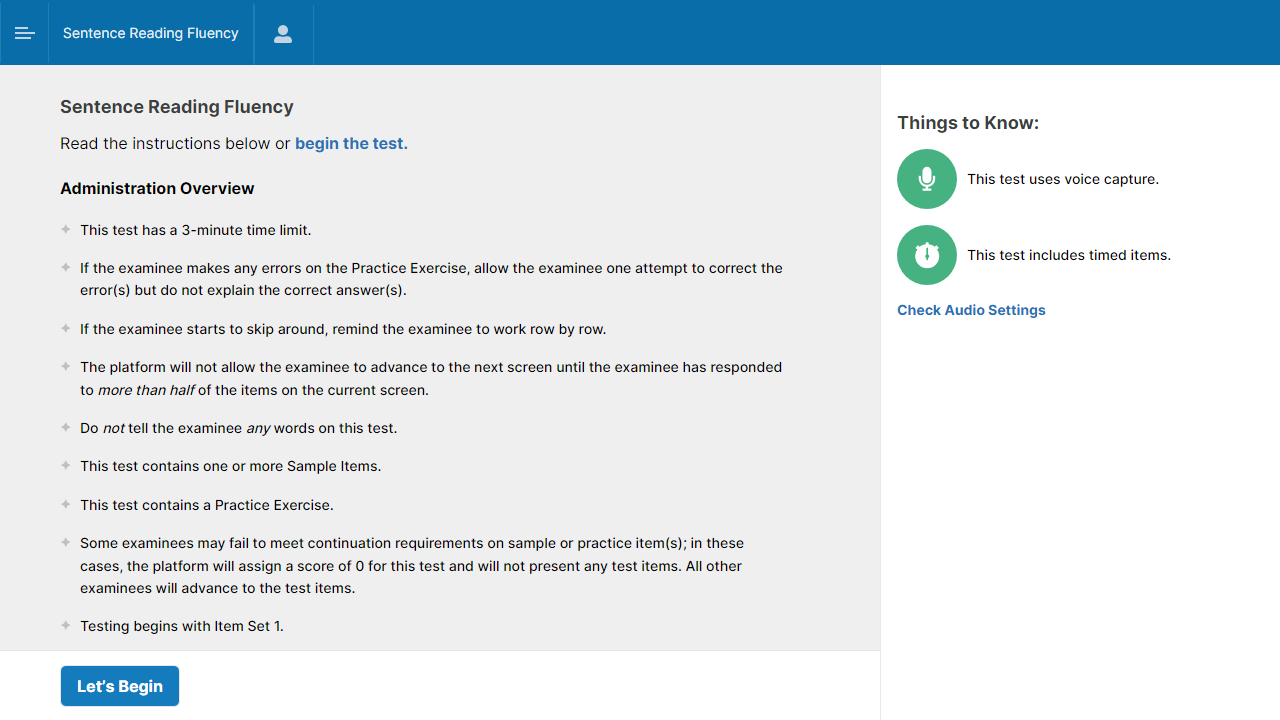 Sentence Reading Fluency
Sentence Reading Fluency
Read the instructions below or begin the test.
Administration Overview
This test has a 3-minute time limit.
If the examinee makes any errors on the Practice Exercise, allow the examinee one attempt to correct the
error(s) but do not explain the correct answer(s).
If the examinee starts to skip around, remind the examinee to work row by row.
The platform will not allow the examinee to advance to the next screen until the examinee has responded
to more than half of the items on the current screen.
Do not tell the examinee any words on this test.
This test contains one or more Sample Items.
This test contains a Practice Exercise.
Some examinees may fail to meet continuation requirements on sample or practice item(s); in these
cases, the platform will assign a score of 0 for this test and will not present any test items. All other
examinees will advance to the test items.
Testing begins with Item Set 1.
Let's Begin
Things to Know:
This test uses voice capture.
This test includes timed items.
Check Audio Settings